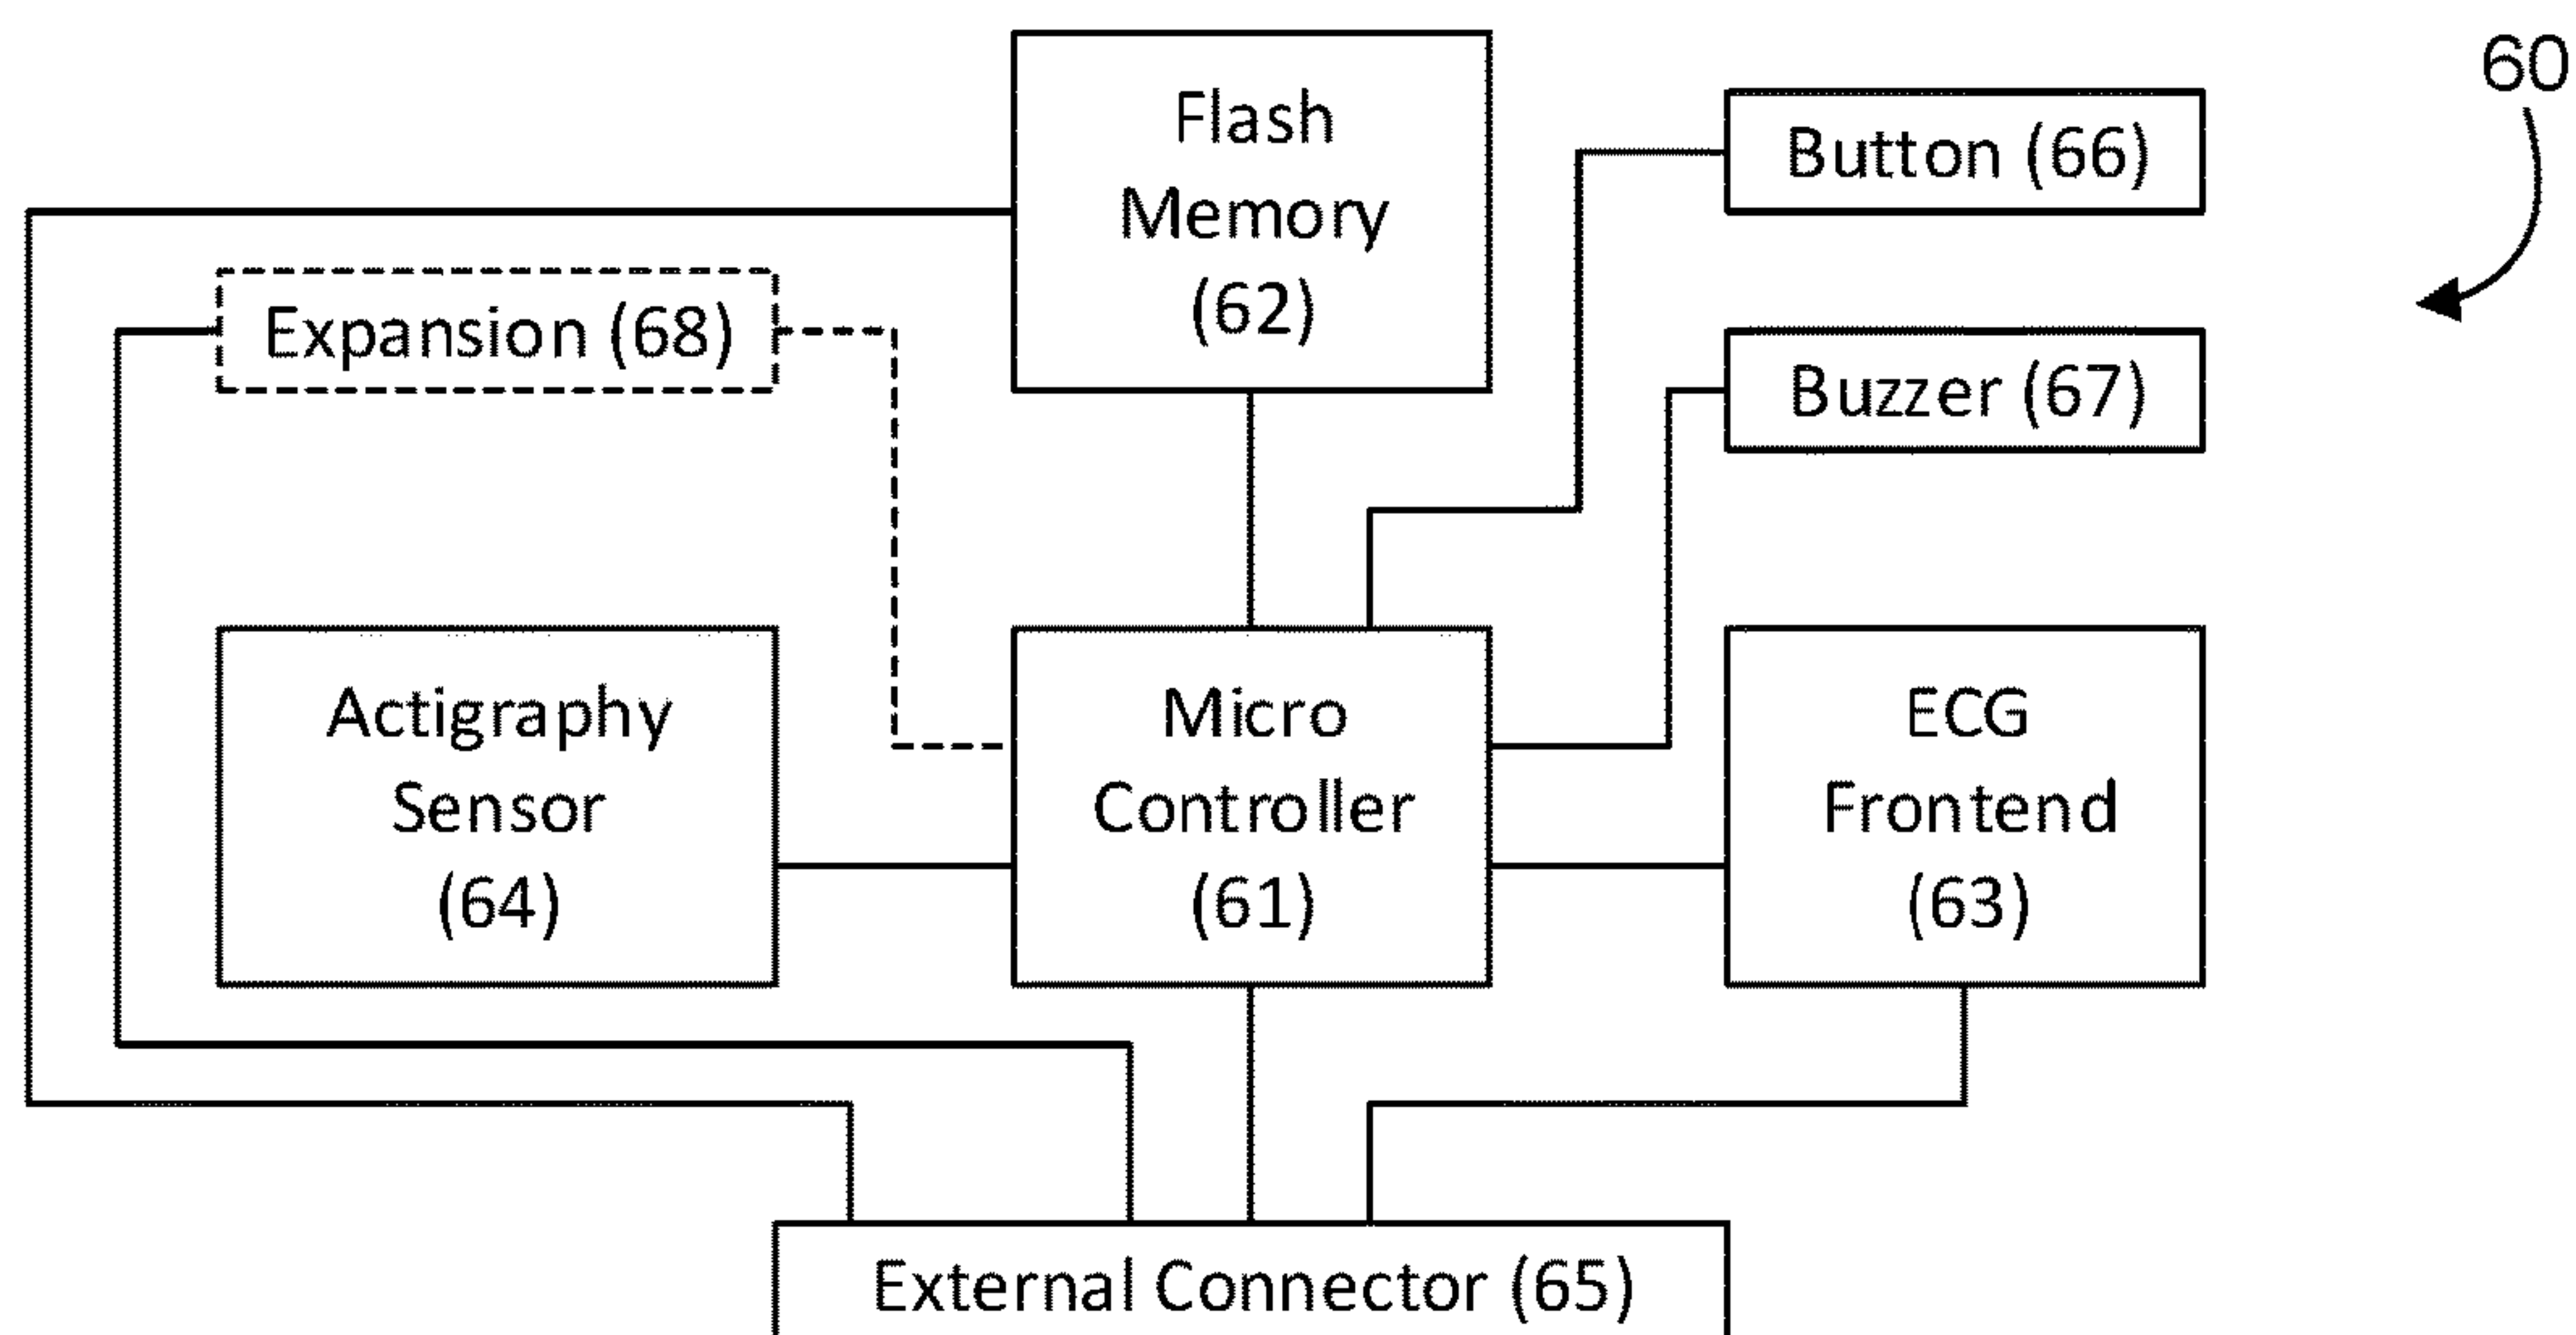 60
Flash
Memory
(62)
Button (66)
Expansion (68)
Buzzer (67)
Actigraphy
Sensor
(64)
Micro
Controller
(61)
ECG
Frontend
(63)
External Connector (65)